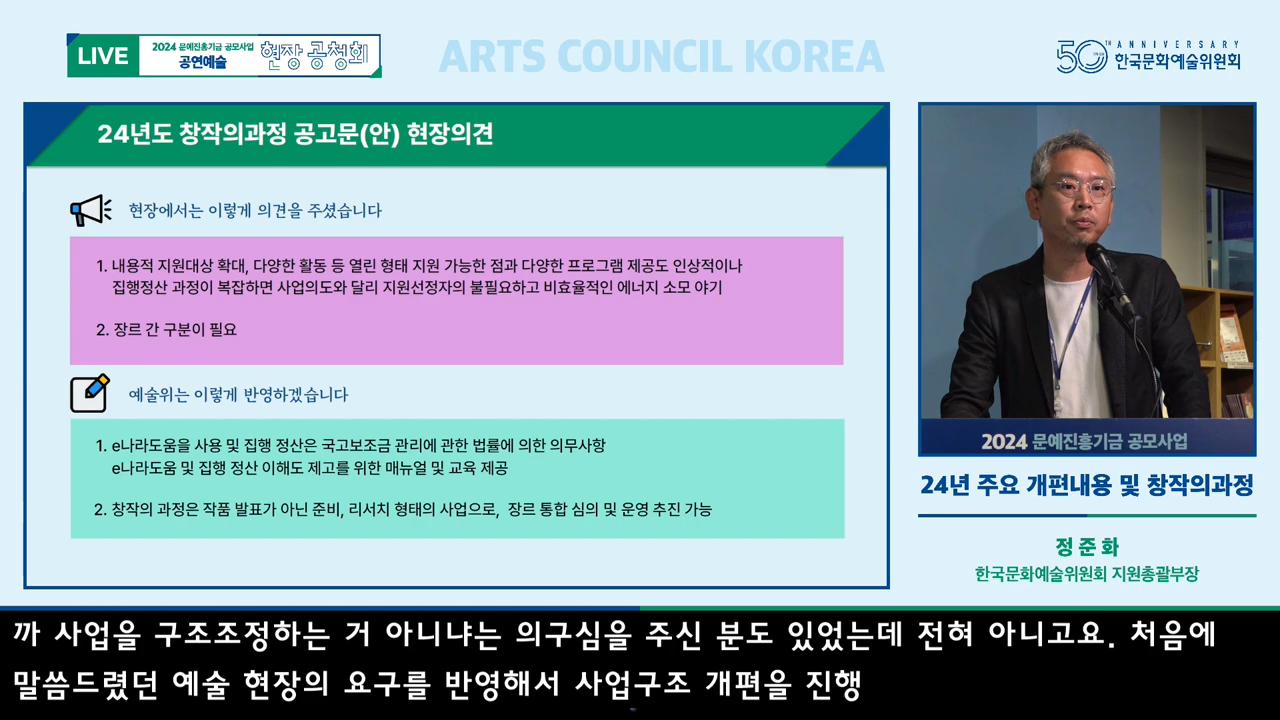 LIVE
2024 문예진흥기금 공모사업
공연예술
현장 공청회
ARTS COUNCIL KOREA
50TH ANNIVERSARY
한국문화예술위원회
24년도 창작의과정 공고문(안) 현장의견
현장에서는 이렇게 의견을 주셨습니다
1. 내용적 지원대상 확대, 다양한 활동 등 열린 형태 지원 가능한 점과 다양한 프로그램 제공도 인상적이나
집행정산 과정이 복잡하면 사업의도와 달리 지원선정자의 불필요하고 비효율적인 에너지 소모 야기
2. 장르 간 구분이 필요
예술위는 이렇게 반영하겠습니다
1. e나라도움을 사용 및 집행 정산은 국고보조금 관리에 관한 법률에 의한 의무사항
e나라도움 및 집행 정산 이해도 제고를 위한 매뉴얼 및 교육 제공
2. 창작의 과정은 작품 발표가 아닌 준비, 리서치 형태의 사업으로, 장르 통합 심의 및 운영 추진 가능
2024 문예진흥기금 공모사업
24년 주요 개편내용 및 창작의과정
정준화
한국문화예술위원회 지원총괄부장
까 사업을 구조조정하는 거 아니냐는 의구심을 주신 분도 있었는데 전혀 아니고요. 처음에
말씀드렸던 예술 현장의 요구를 반영해서 사업구조 개편을 진행